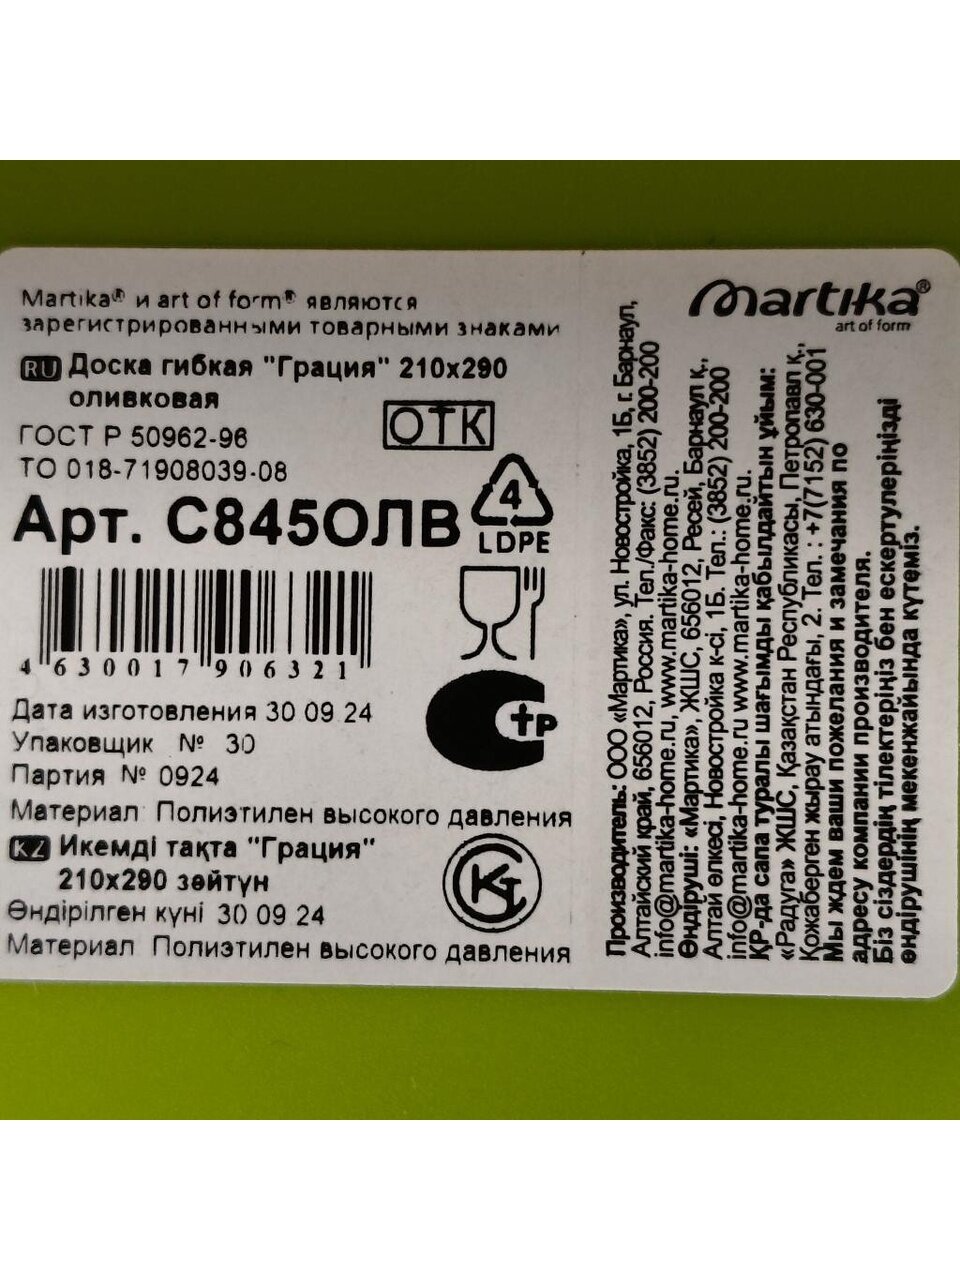 Martika® и art of form® являются
зарегистрированными товарными знаками
RU Доска гибкая "Грация" 210x290
оливковая
ГОСТ Р 50962-96
ТО 018-71908039-08
ОТК
Арт. С845ОЛВ
4
LDPE
4 630017 906321
Дата изготовления 30 09 24
Упаковщик № 30
Партия № 0924
тр
Материал Полиэтилен высокого давления
KZ Икемді тақта "Грация"
210x290 зәйтүн
Өндірілген күні 30 09 24
Материал Полиэтилен высокого давления
Martika®
art of form
Производитель: ООО «Мартика», ул. Новостройка, 1Б, г. Барнаул,
Алтайский край, 656012, Россия. Тел./Факс: (3852) 200-200
info@martika-home.ru, www.martika-home.ru.
Өндіруші: «Мартика» ЖШС, 656012, Ресей, Барнаул қ.,
Алтай өлкесі, Новостройка к-сі, 1Б. Тел.: (3852) 200-200
info@martika-home.ru www.martika-home.ru.
ҚР-да сапа туралы шағымды қабылдайтын ұйым:
«Радуга» ЖШС, Қазақстан Республикасы, Петропавл қ.,
Қожаберген жырау атындағы, 2. Тел. : +7(7152) 630-001
Мы ждем ваши пожелания и замечания по
адресу компании производителя.
Біз сіздердің тілектеріңіз бен ескертулеріңізді
өндірушінің мекенжайында күтеміз.